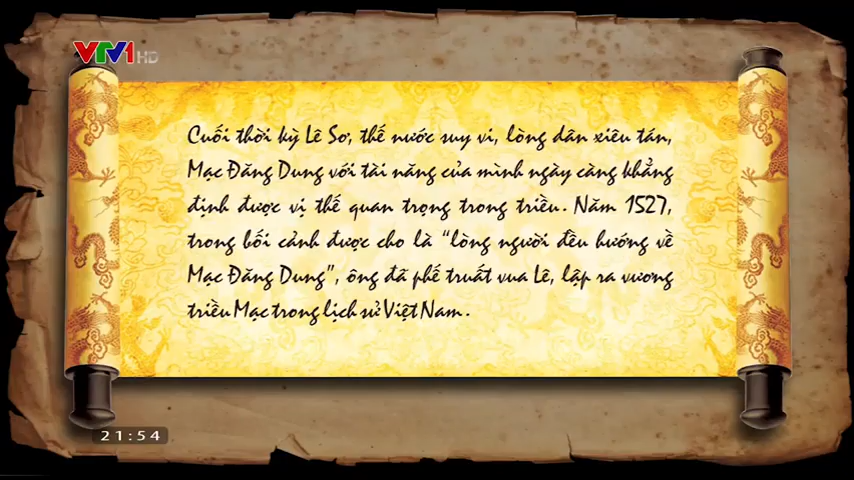 VTV1 HD
Cuối thời kỳ Lê Sơ, thế nước suy vi, lòng dân xiêu tán,
Mạc Đăng Dung với tài năng của mình ngày càng khẳng
định được vị thế quan trọng trong triều. Năm 1527,
trong bối cảnh được cho là “lòng người đều hướng về
Mạc Đăng Dung”, ông đã phế truất vua Lê, lập ra vương
triều Mạc trong lịch sử Việt Nam.
21:54